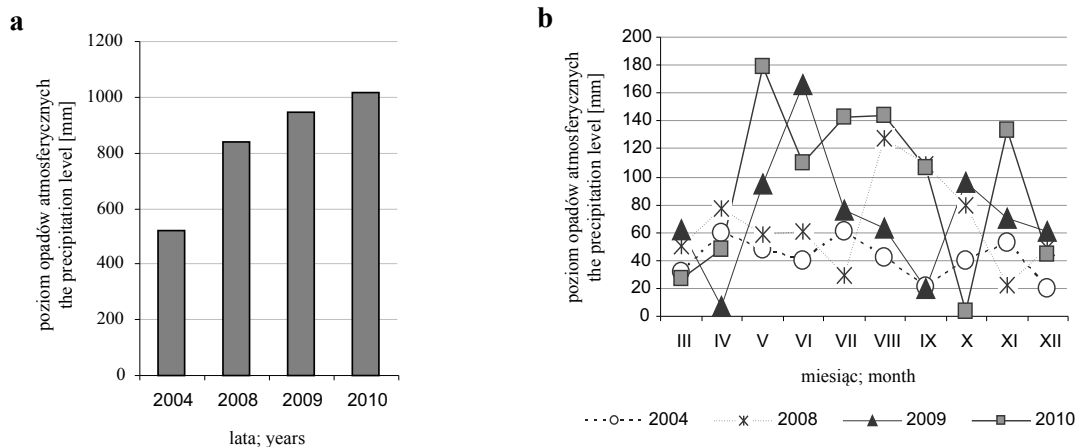 a
poziom opadów atmosferycznych
the precipitation level [mm]
1200
1000
800
600
400
200
0
2004 2008 2009 2010
lata; years
b
poziom opadów atmosferycznych
the precipitation level [mm]
200
180
160
140
120
100
80
60
40
20
0
III IV V VI VII VIII IX X XI XII
miesiąc; month
2004 2008 2009 2010